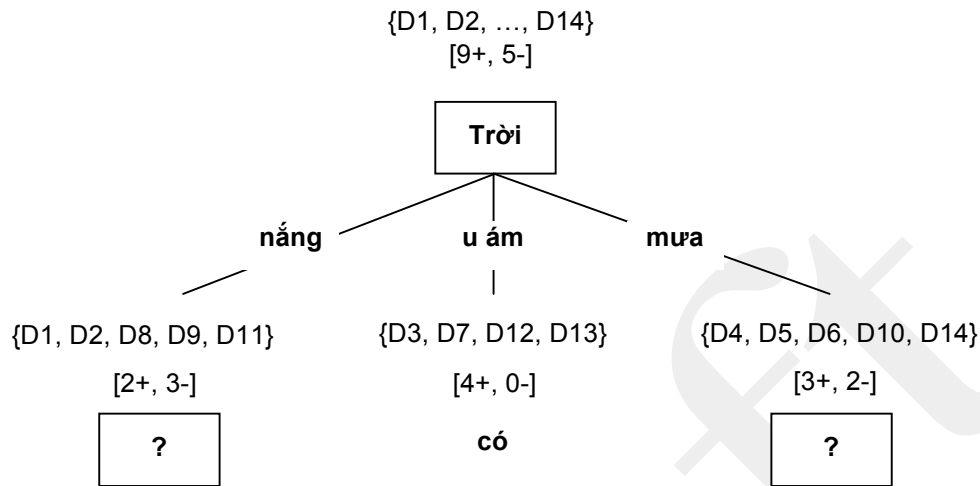 {D1, D2, …, D14}
[9+, 5-]
Trời
nắng u ám mưa
{D1, D2, D8, D9, D11} {D3, D7, D12, D13} {D4, D5, D6, D10, D14}
[2+, 3-] [4+, 0-] [3+, 2-]
? có ?